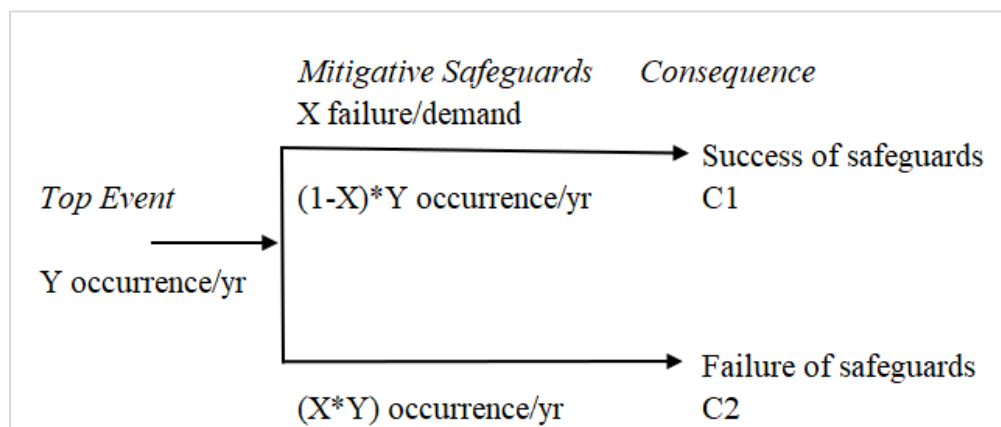 Mitigative Safeguards Consequence
X failure/demand
Success of safeguards
Top Event (1-X)*Y occurrence/yr C1
Y occurrence/yr
Failure of safeguards
(X*Y) occurrence/yr C2